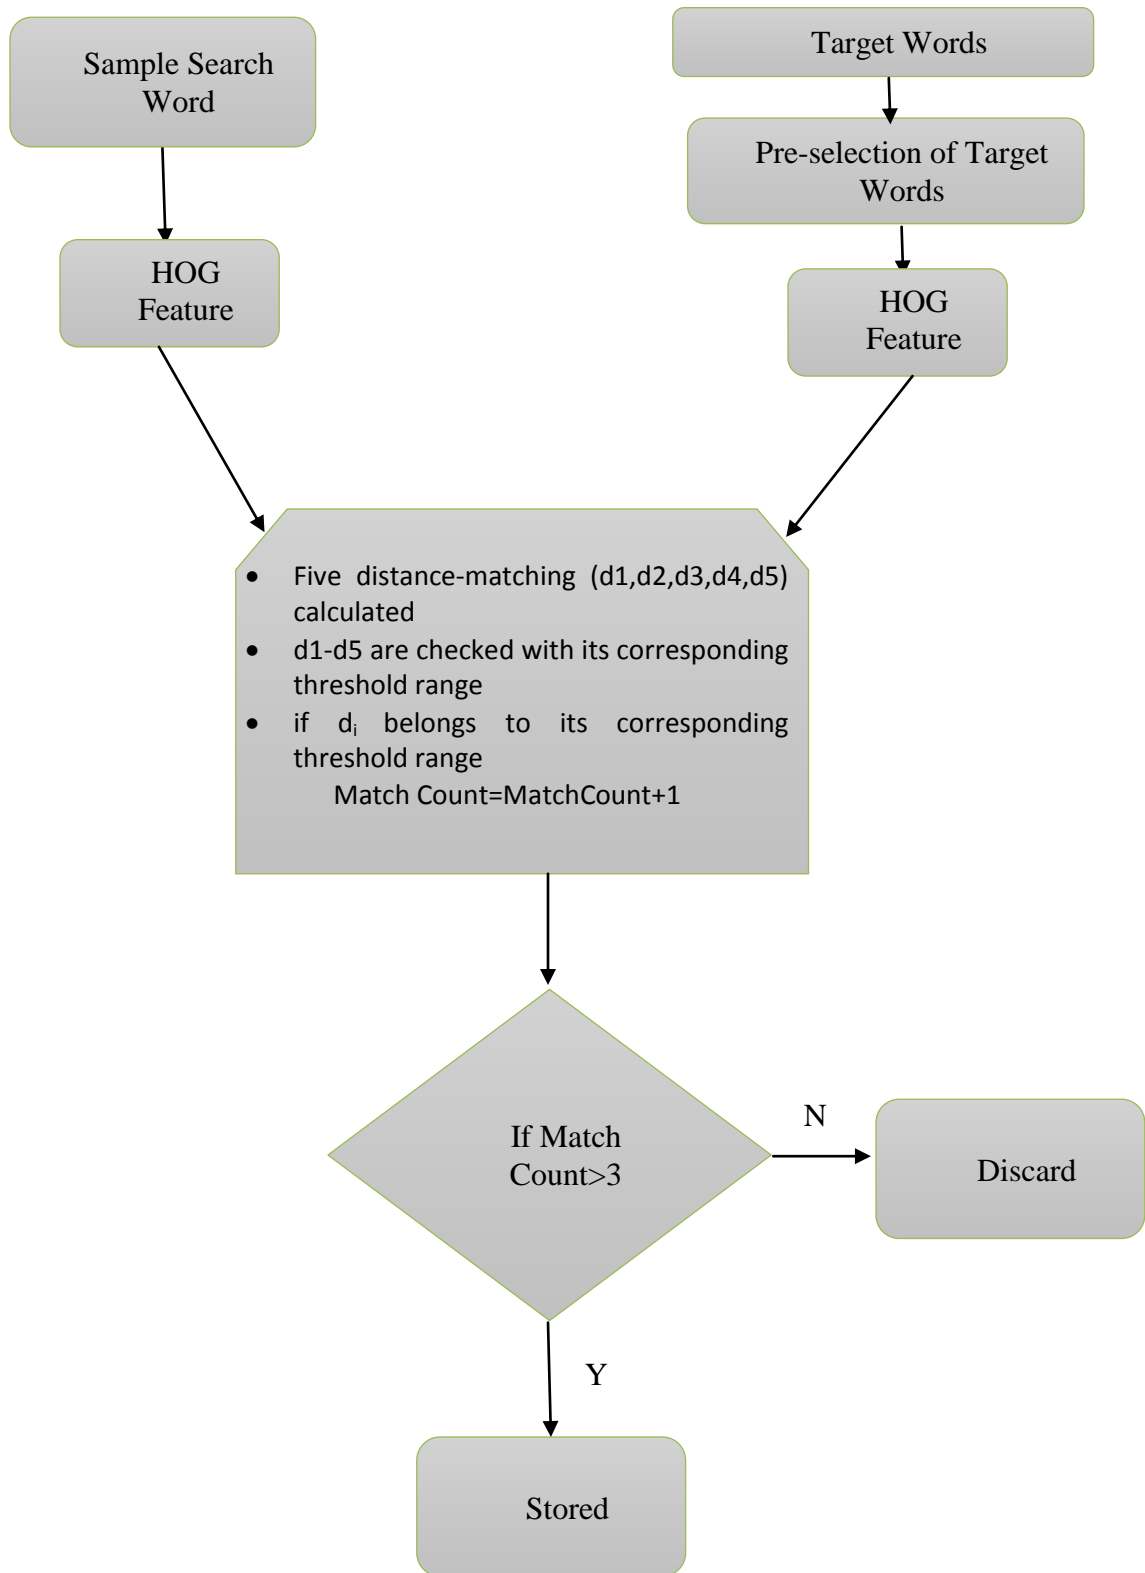 Sample Search
Word
Target Words
Pre-selection of Target
Words
HOG
Feature
HOG
Feature
• Five distance-matching (d1,d2,d3,d4,d5)
calculated
• d1-d5 are checked with its corresponding
threshold range
• if dᵢ belongs to its corresponding
threshold range
Match Count=MatchCount+1
If Match
Count>3
N
Discard
Y
Stored